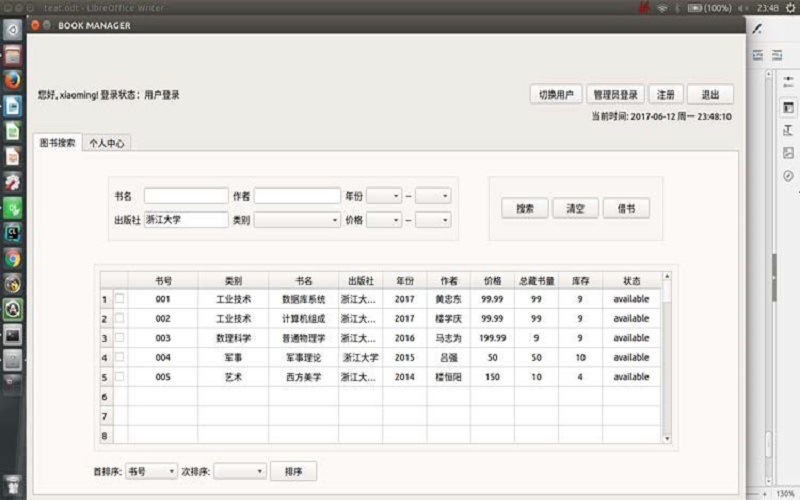 teat.odt - LibreOffice Writer (100%) 23:48
BOOK MANAGER
您好, xiaoming! 登录状态：用户登录 切换用户 管理员登录 注册 退出
当前时间: 2017-06-12 周一 23:48:10
图书搜索 个人中心
书名 作者 年份 --
搜索 清空 借书
出版社 浙江大学 类别 价格 --
书号 类别 书名 出版社 年份 作者 价格 总藏书量 库存 状态
1 001 工业技术 数据库系统 浙江大... 2017 黄忠东 99.99 99 9 available
2 002 工业技术 计算机组成 浙江大... 2017 楼学庆 99.99 99 9 available
3 003 数理科学 普通物理学 浙江大... 2016 马志为 199.99 9 9 available
4 004 军事 军事理论 浙江大学 2015 吕强 50 50 10 available
5 005 艺术 西方美学 浙江大... 2014 楼恒阳 150 10 4 available
6
7
8
首排序: 书号 次排序: 排序
130%